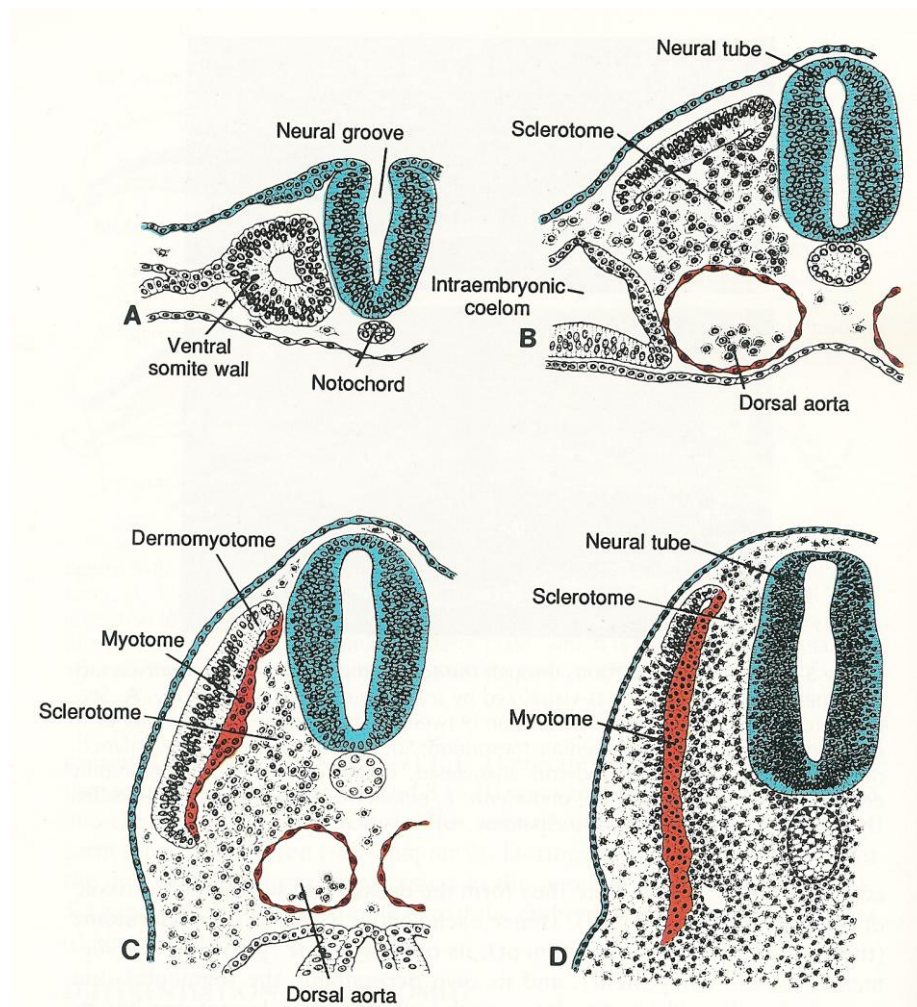 Neural groove
A
Ventral
somite wall
Notochord
Neural tube
Sclerotome
Intraembryonic
coelom
B
Dorsal aorta
Dermomyotome
Myotome
Sclerotome
C
Dorsal aorta
Neural tube
Sclerotome
Myotome
D